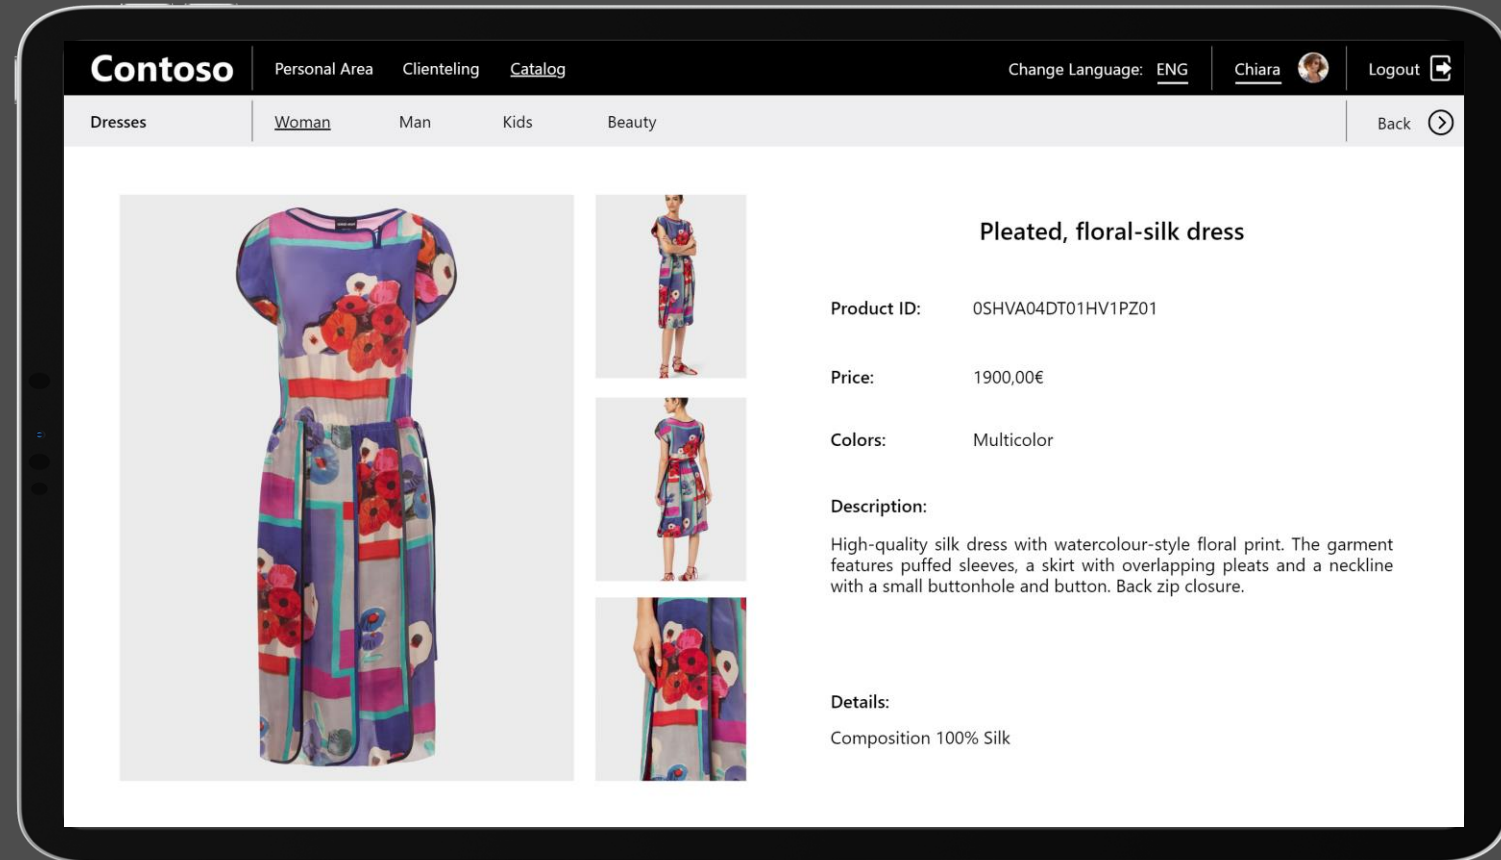 Contoso
Personal Area
Clienteling
Catalog
Change Language: ENG
Chiara
Logout
Dresses
Woman
Man
Kids
Beauty
Back
Pleated, floral-silk dress
Product ID: 0SHVA04DT01HV1PZ01
Price: 1900,00€
Colors: Multicolor
Description:
High-quality silk dress with watercolour-style floral print. The garment
features puffed sleeves, a skirt with overlapping pleats and a neckline
with a small buttonhole and button. Back zip closure.
Details:
Composition 100% Silk